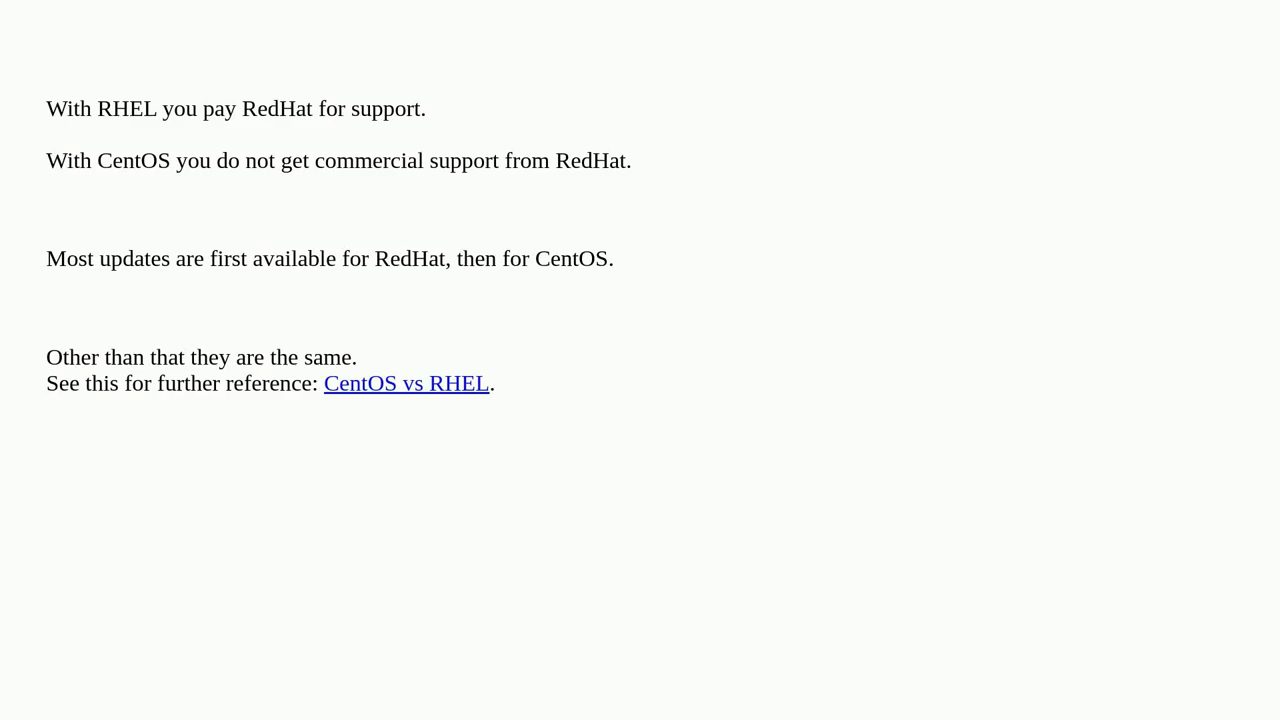 With RHEL you pay RedHat for support.
With CentOS you do not get commercial support from RedHat.
Most updates are first available for RedHat, then for CentOS.
Other than that they are the same.
See this for further reference: CentOS vs RHEL.